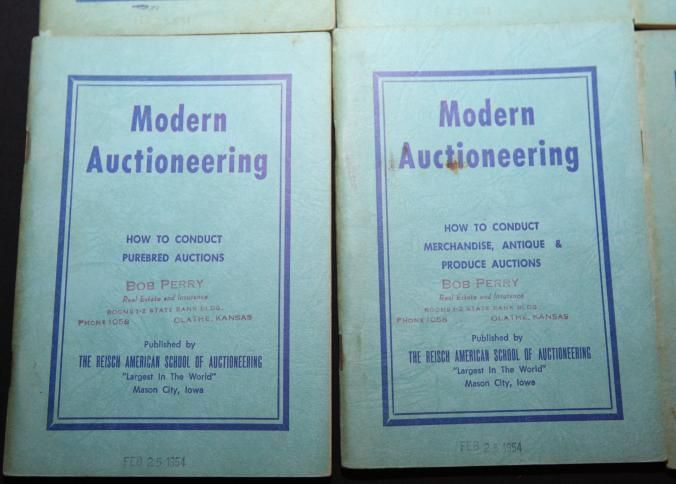 Modern
Auctioneering
HOW TO CONDUCT
PUREBRED AUCTIONS
BOB PERRY
Real Estate and Insurance
ROOMS 1-2 STATE BANK BLDG.
PHONE 1058 OLATHE, KANSAS
Published by
THE REISCH AMERICAN SCHOOL OF AUCTIONEERING
"Largest In The World"
Mason City, Iowa
FEB 25 1954
Modern
Auctioneering
HOW TO CONDUCT
MERCHANDISE, ANTIQUE &
PRODUCE AUCTIONS
BOB PERRY
Real Estate and Insurance
ROOMS 1-2 STATE BANK BLDG.
PHONE 1058 OLATHE, KANSAS
Published by
THE REISCH AMERICAN SCHOOL OF AUCTIONEERING
"Largest In The World"
Mason City, Iowa
FEB 25 1954